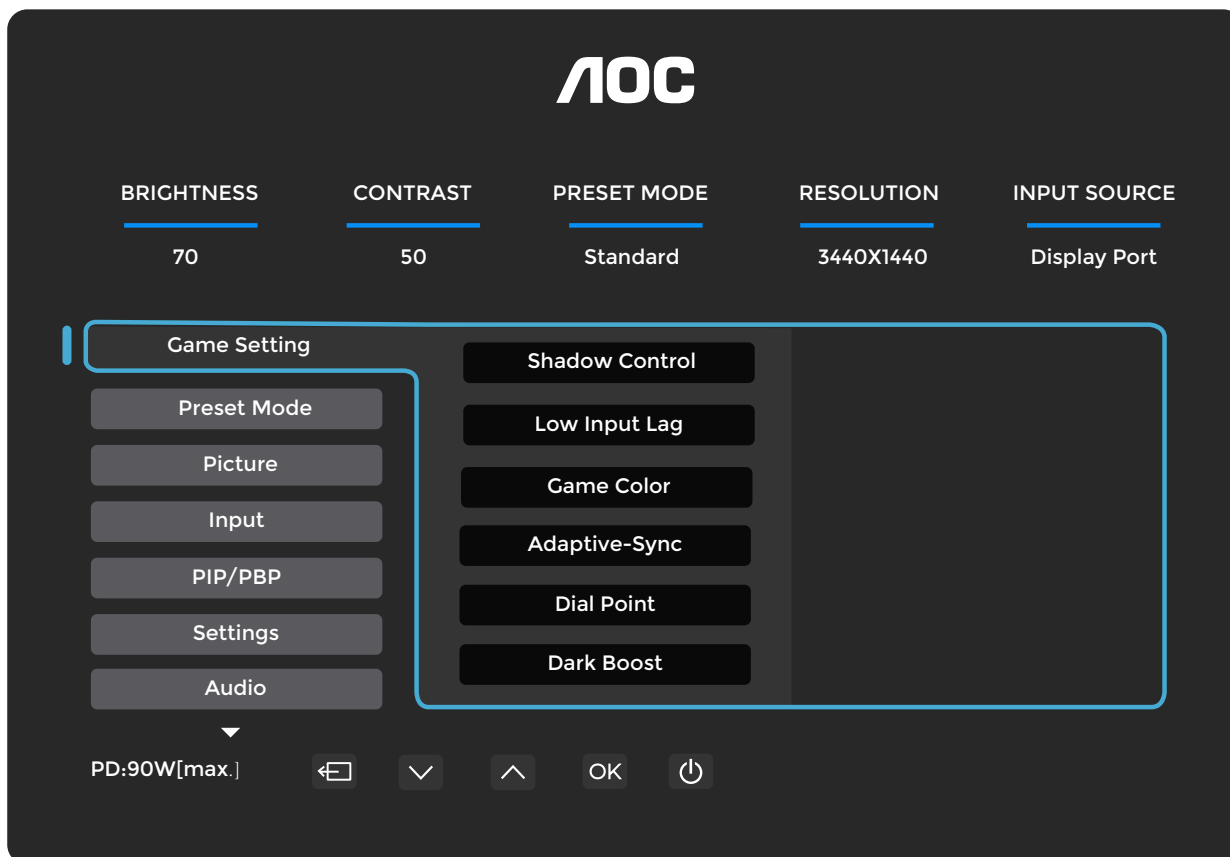 AOC
BRIGHTNESS CONTRAST PRESET MODE RESOLUTION INPUT SOURCE
70 50 Standard 3440X1440 Display Port
Game Setting
Preset Mode
Picture
Input
PIP/PBP
Settings
Audio
Shadow Control
Low Input Lag
Game Color
Adaptive-Sync
Dial Point
Dark Boost
PD:90W[max.]
OK